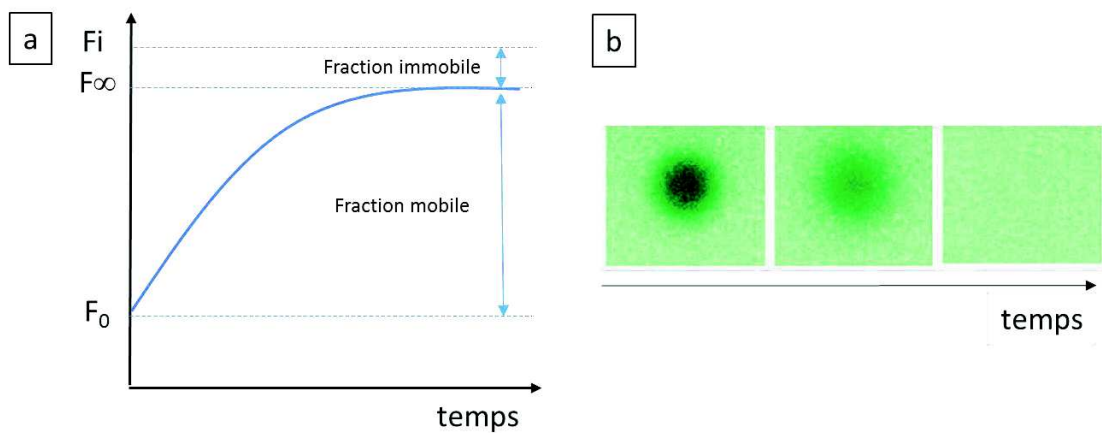 a
Fi
F∞
Fraction immobile
Fraction mobile
F₀
temps
b
temps